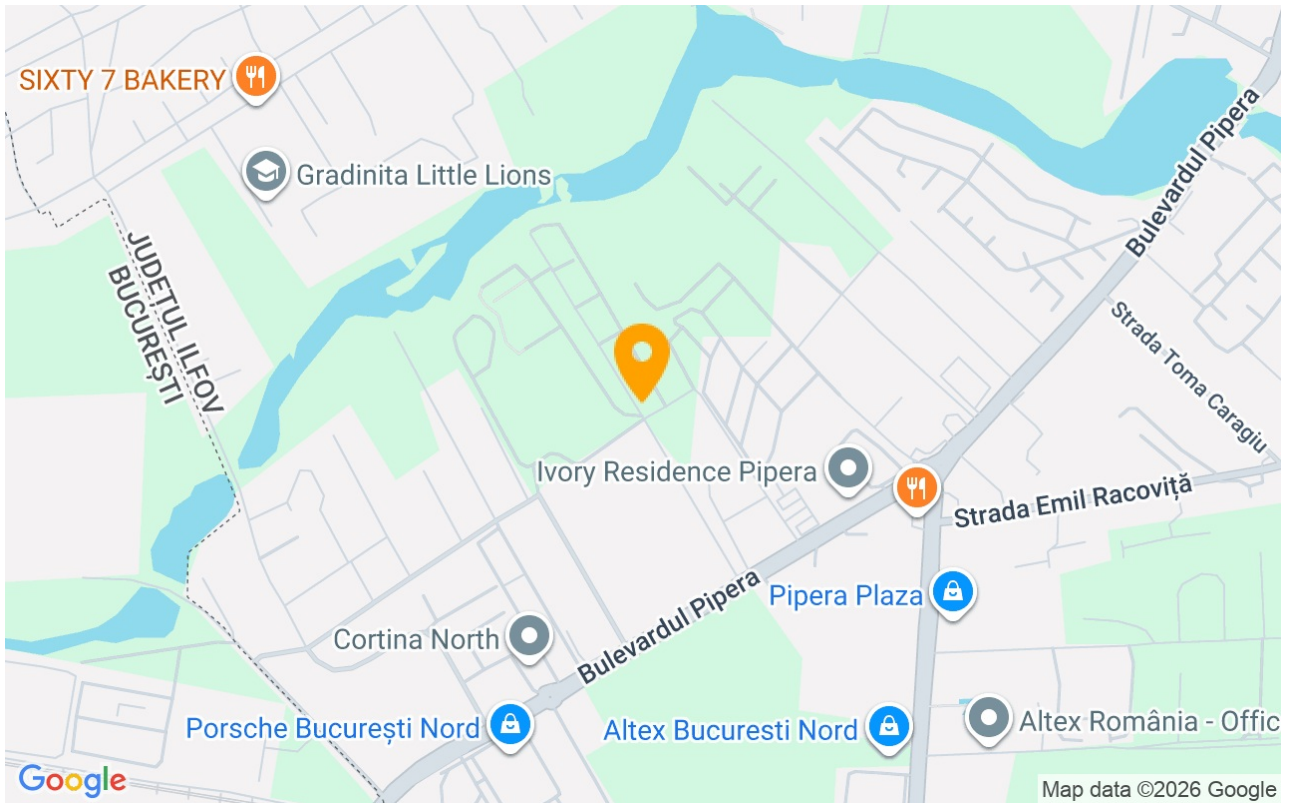 SIXTY 7 BAKERY
Gradinita Little Lions
Bulevardul Pipera
JUDEȚUL ILFOV
BUCUREȘTI
Strada Toma Caragiu
Ivory Residence Pipera
Strada Emil Racoviță
Pipera Plaza
Bulevardul Pipera
Cortina North
Porsche București Nord
Altex Bucuresti Nord
Altex România - Offic
Google
Map data ©2026 Google